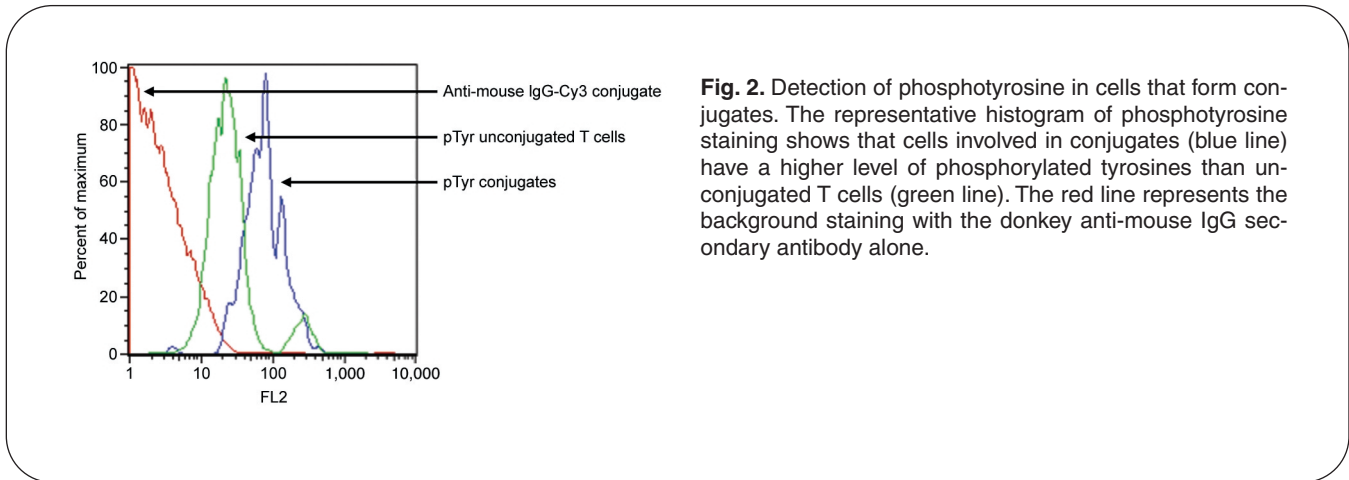 100
80
60
40
20
0
Percent of maximum
1 10 100 1,000 10,000
FL2
Anti-mouse IgG-Cy3 conjugate
pTyr unconjugated T cells
pTyr conjugates
Fig. 2. Detection of phosphotyrosine in cells that form con-
jugates. The representative histogram of phosphotyrosine
staining shows that cells involved in conjugates (blue line)
have a higher level of phosphorylated tyrosines than un-
conjugated T cells (green line). The red line represents the
background staining with the donkey anti-mouse IgG sec-
ondary antibody alone.